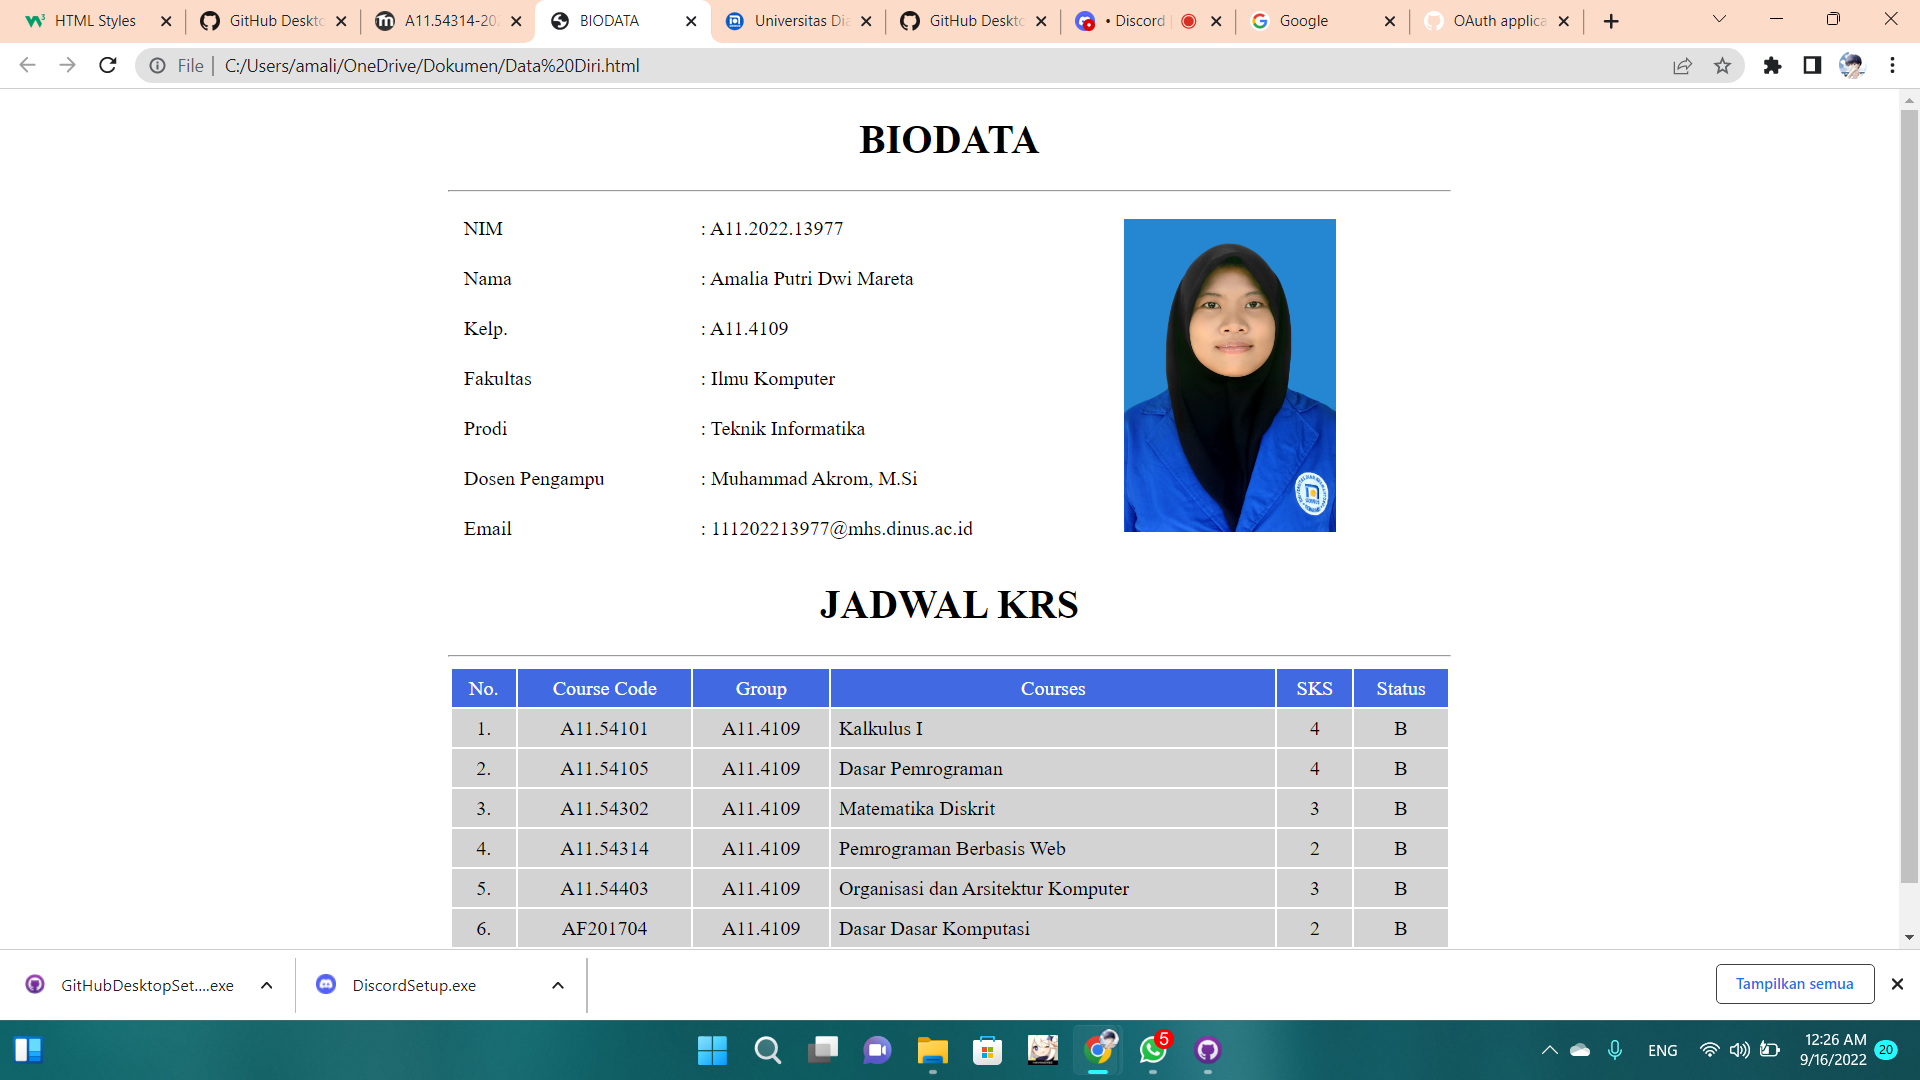 HTML Styles
GitHub Deskto
A11.54314-202
BIODATA
Universitas Dia
GitHub Deskto
• Discord |
Google
OAuth applica
File | C:/Users/amali/OneDrive/Dokumen/Data%20Diri.html
BIODATA
NIM : A11.2022.13977
Nama : Amalia Putri Dwi Mareta
Kelp. : A11.4109
Fakultas : Ilmu Komputer
Prodi : Teknik Informatika
Dosen Pengampu : Muhammad Akrom, M.Si
Email : 111202213977@mhs.dinus.ac.id
JADWAL KRS
No. Course Code Group Courses SKS Status
1. A11.54101 A11.4109 Kalkulus I 4 B
2. A11.54105 A11.4109 Dasar Pemrograman 4 B
3. A11.54302 A11.4109 Matematika Diskrit 3 B
4. A11.54314 A11.4109 Pemrograman Berbasis Web 2 B
5. A11.54403 A11.4109 Organisasi dan Arsitektur Komputer 3 B
6. AF201704 A11.4109 Dasar Dasar Komputasi 2 B
GitHubDesktopSet....exe
DiscordSetup.exe
Tampilkan semua
5
ENG
12:26 AM
9/16/2022
20